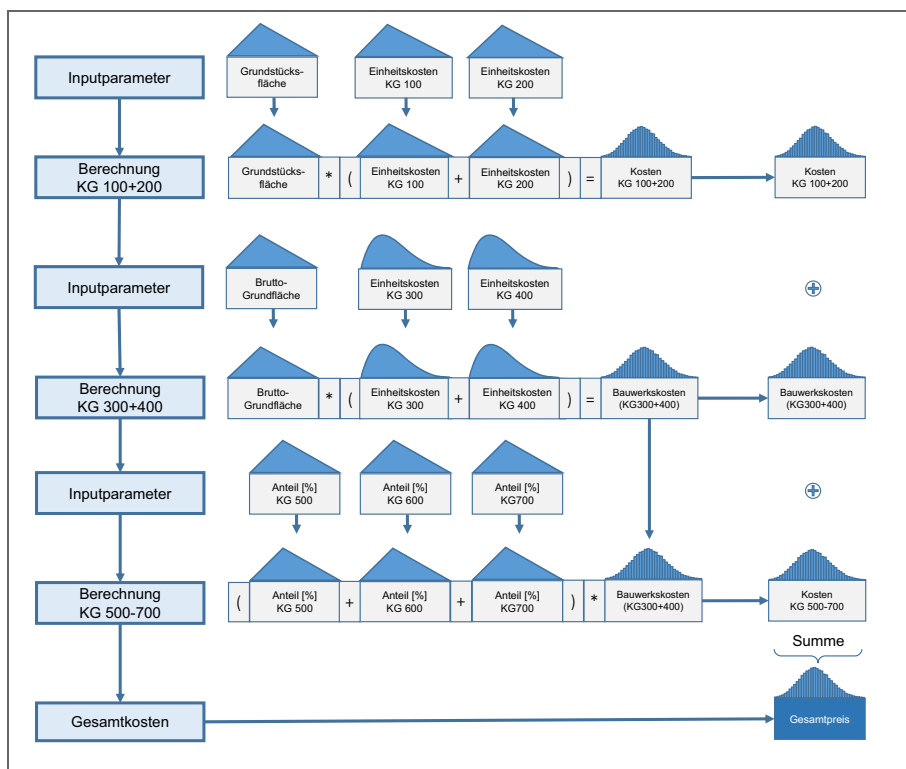 Inputparameter
Grundstücks-
fläche
Einheitskosten
KG 100
Einheitskosten
KG 200
Berechnung
KG 100+200
Grundstücks-
fläche
*
(
Einheitskosten
KG 100
+
Einheitskosten
KG 200
)
=
Kosten
KG 100+200
Kosten
KG 100+200
Inputparameter
Brutto-
Grundfläche
Einheitskosten
KG 300
Einheitskosten
KG 400
Berechnung
KG 300+400
Brutto-
Grundfläche
*
(
Einheitskosten
KG 300
+
Einheitskosten
KG 400
)
=
Bauwerkskosten
(KG300+400)
Bauwerkskosten
(KG300+400)
Inputparameter
Anteil [%]
KG 500
Anteil [%]
KG 600
Anteil [%]
KG700
Berechnung
KG 500-700
(
Anteil [%]
KG 500
+
Anteil [%]
KG 600
+
Anteil [%]
KG700
)
*
Bauwerkskosten
(KG300+400)
Kosten
KG 500-700
Summe
Gesamtkosten
Gesamtpreis